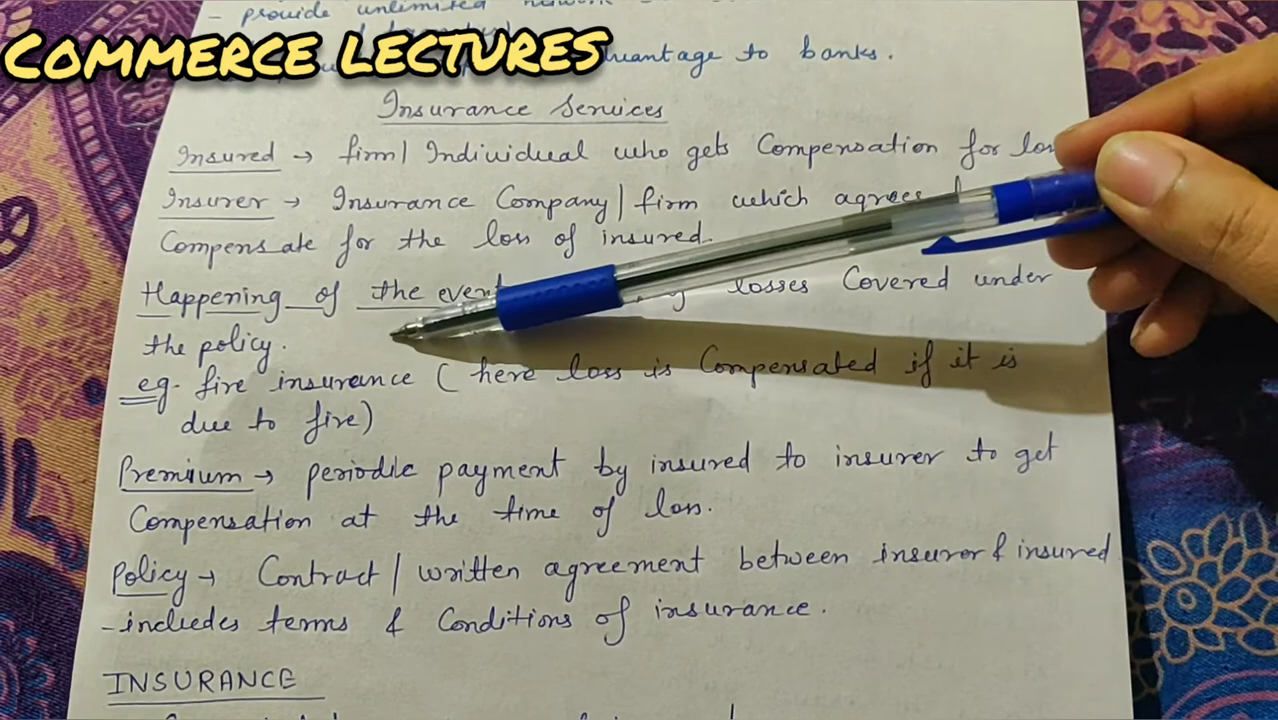 - provide unlimited network
COMMERCE LECTURES
advantage to banks.
Insurance Services
Insured → firm/ Individual who gets Compensation for loss
Insurer → Insurance Company/ firm which agrees
Compensate for the loss of insured.
Happening of the event losses Covered under
the policy.
eg. fire insurance ( here loss is Compensated if it is
due to fire)
Premium → periodic payment by insured to insurer to get
Compensation at the time of loss.
Policy → Contract / written agreement between insurer & insured
- includes terms & Conditions of insurance.
INSURANCE